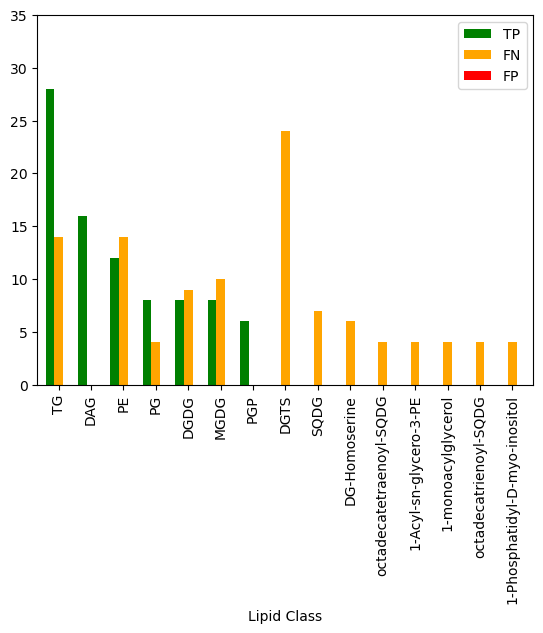 35
30
25
20
15
10
5
0
TP
FN
FP
TG
DAG
PE
PG
DGDG
MGDG
PGP
DGTS
SQDG
DG-Homoserine
octadecatetraenoyl-SQDG
1-Acyl-sn-glycero-3-PE
1-monoacylglycerol
octadecatrienoyl-SQDG
1-Phosphatidyl-D-myo-inositol
Lipid Class